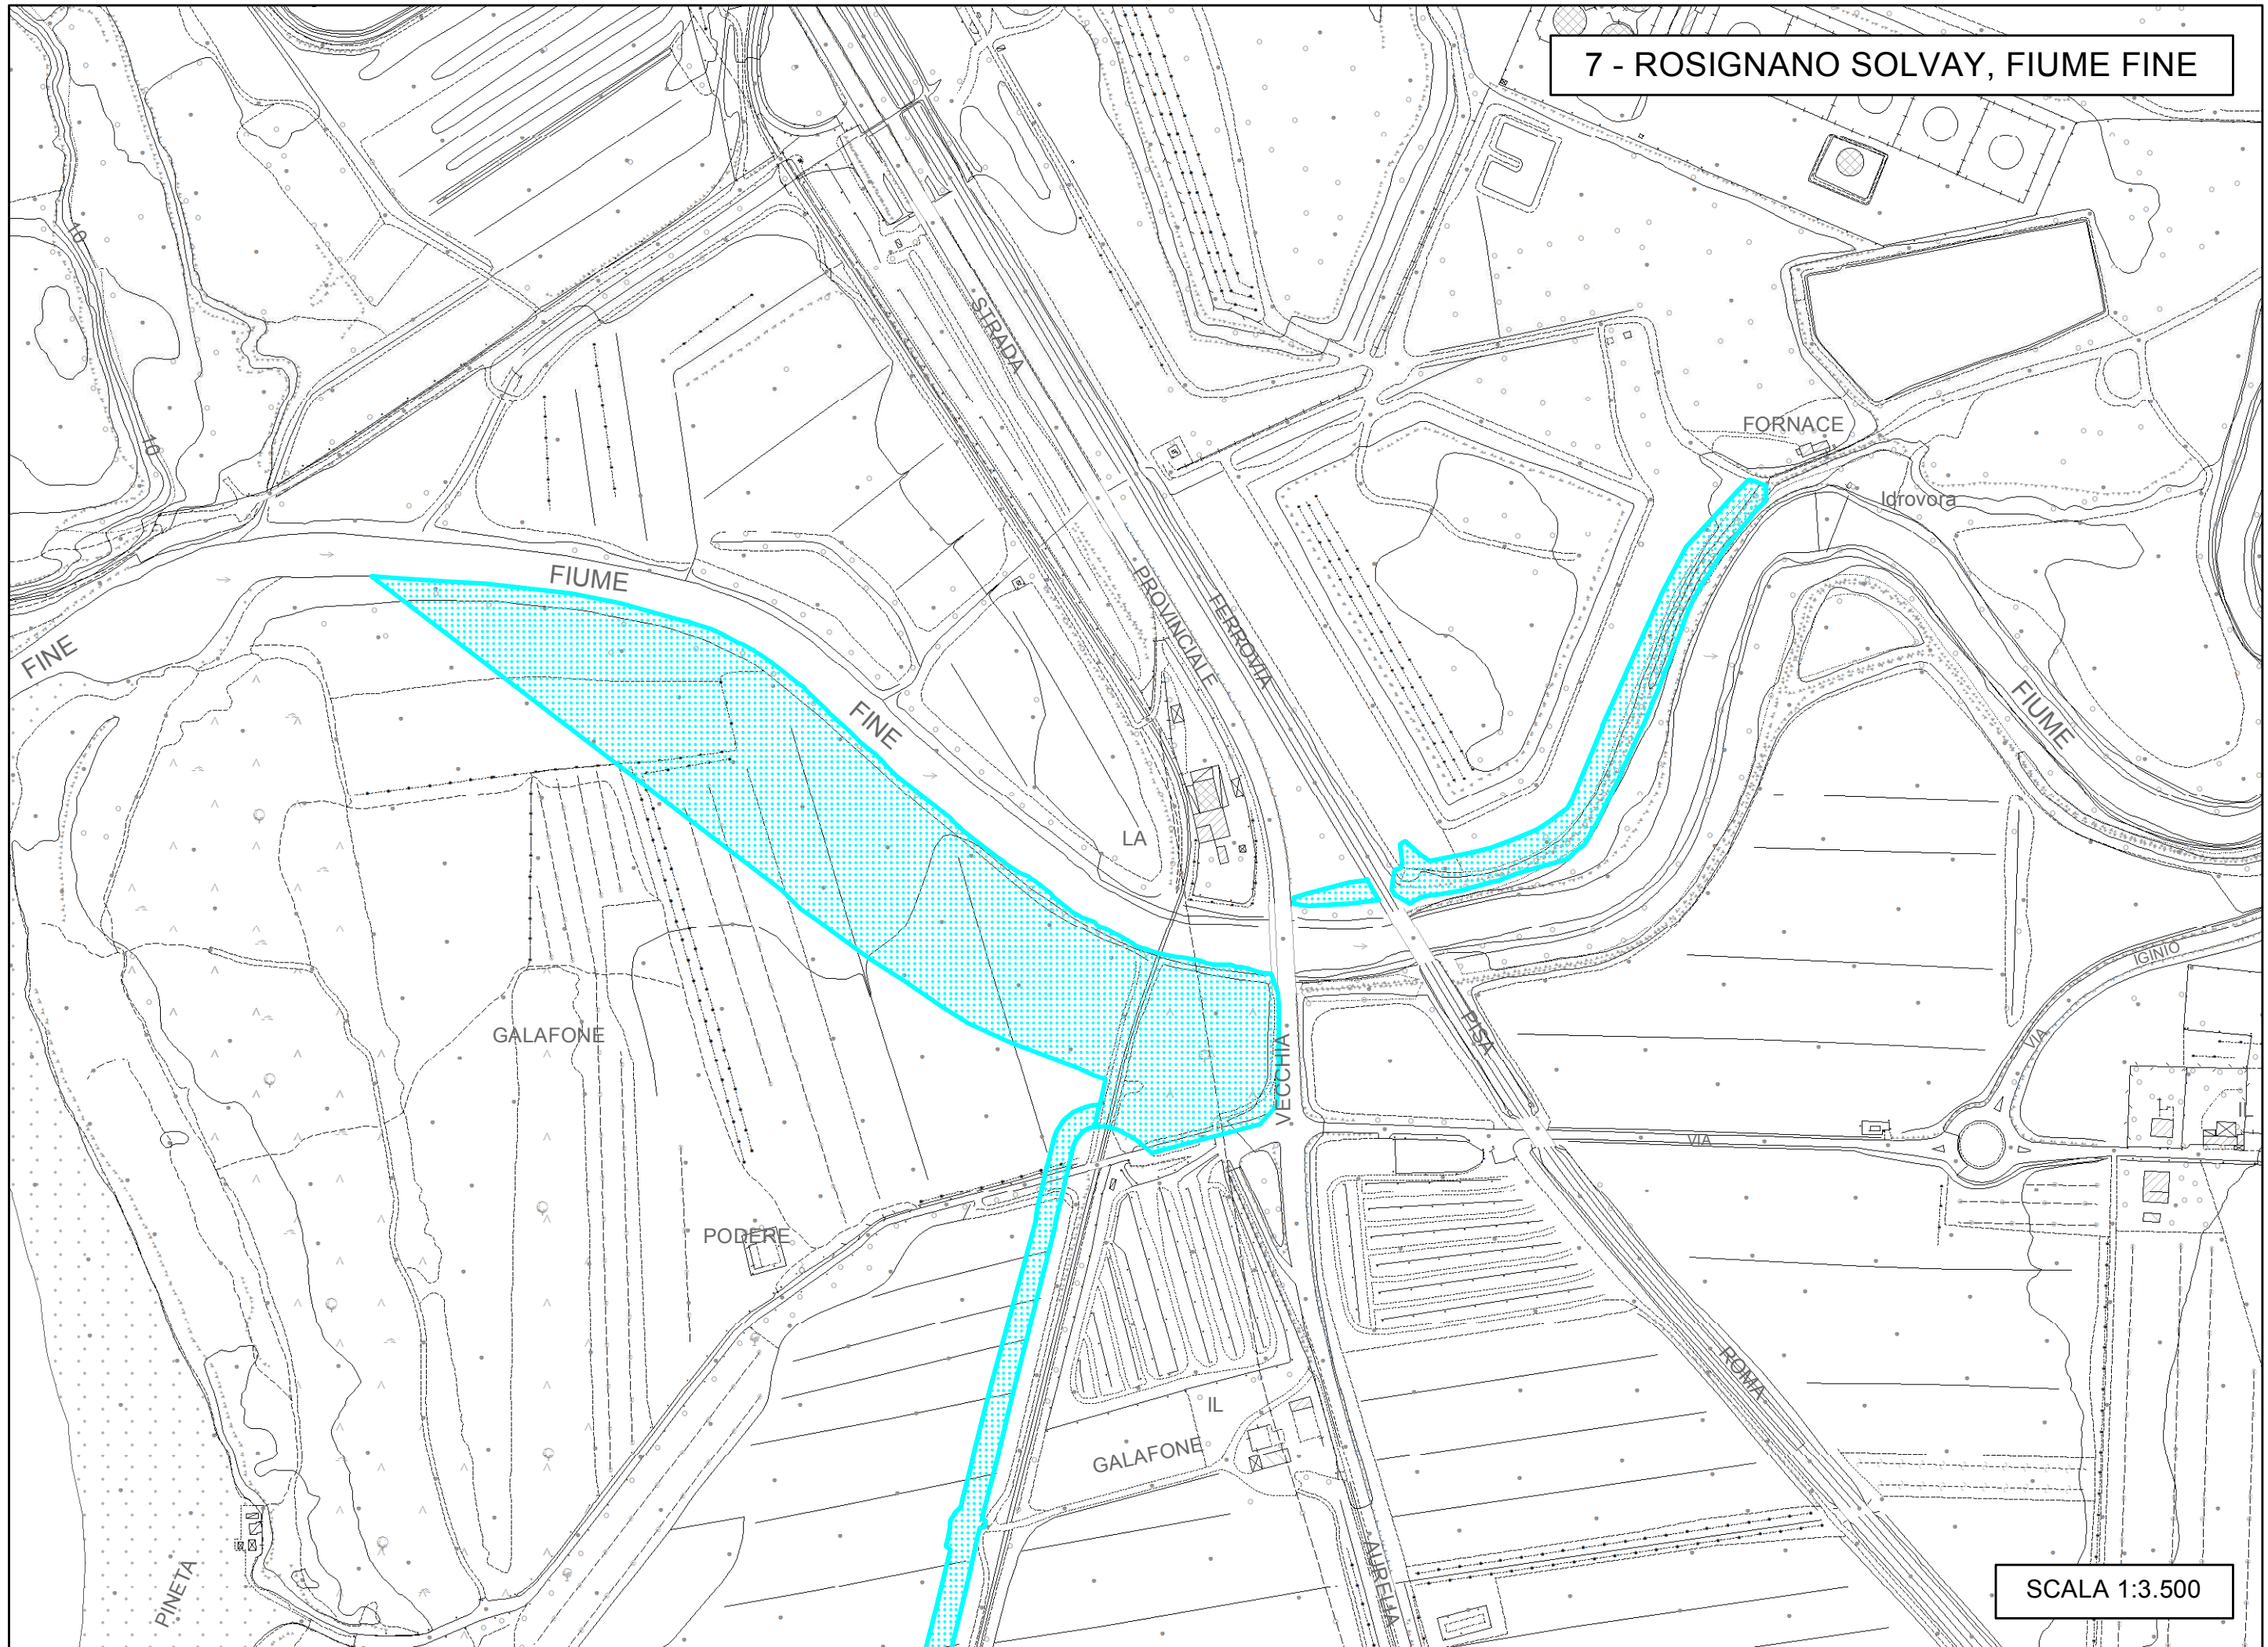 7 - ROSIGNANO SOLVAY, FIUME FINE
10
STRADA
10
FORNACE
Idrovora
FIUME
PROVINCIALE
FERROVIA
FINE
FINE
FIUME
LA
IGINIO
GALAFONE
PISA
VIA
VECCHIA
IL
VIA
PODERE
ROMA
IL
GALAFONE
PINETA
AURELIA
SCALA 1:3.500